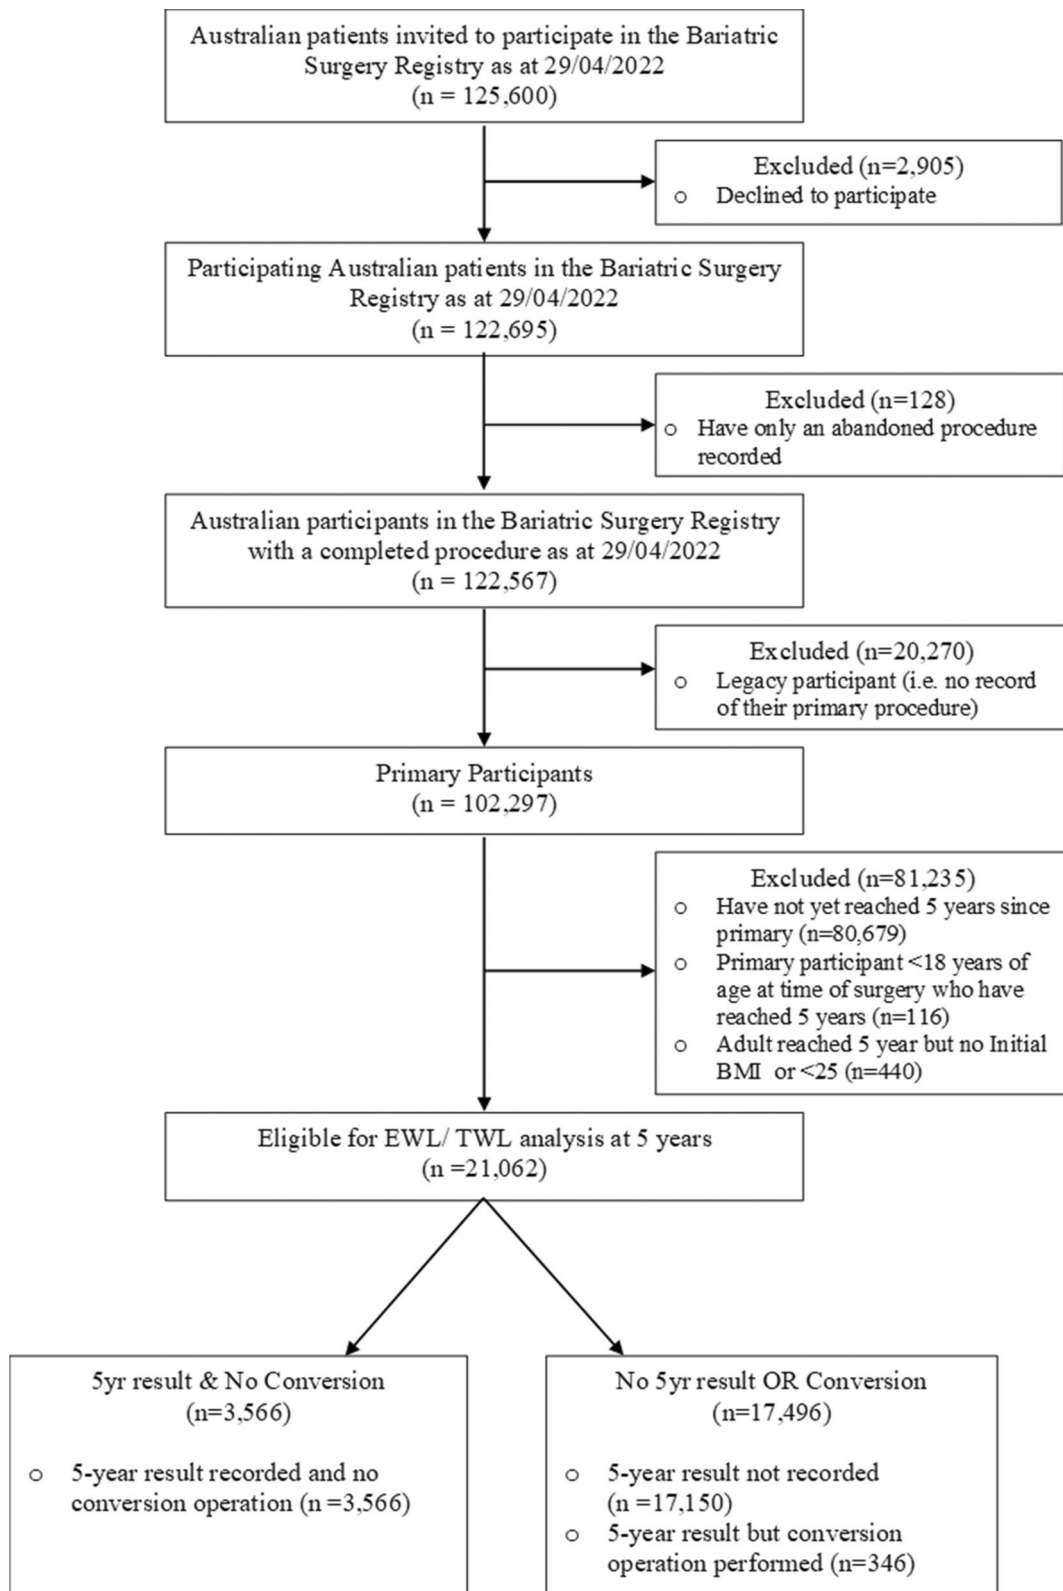 Australian patients invited to participate in the Bariatric
Surgery Registry as at 29/04/2022
(n = 125,600)
Excluded (n=2,905)
o Declined to participate
Participating Australian patients in the Bariatric Surgery
Registry as at 29/04/2022
(n = 122,695)
Excluded (n=128)
o Have only an abandoned procedure
recorded
Australian participants in the Bariatric Surgery Registry
with a completed procedure as at 29/04/2022
(n = 122,567)
Excluded (n=20,270)
o Legacy participant (i.e. no record
of their primary procedure)
Primary Participants
(n = 102,297)
Excluded (n=81,235)
o Have not yet reached 5 years since
primary (n=80,679)
o Primary participant <18 years of
age at time of surgery who have
reached 5 years (n=116)
o Adult reached 5 year but no Initial
BMI or <25 (n=440)
Eligible for EWL/ TWL analysis at 5 years
(n =21,062)
5yr result & No Conversion
(n=3,566)
o 5-year result recorded and no
conversion operation (n =3,566)
No 5yr result OR Conversion
(n=17,496)
o 5-year result not recorded
(n =17,150)
o 5-year result but conversion
operation performed (n=346)